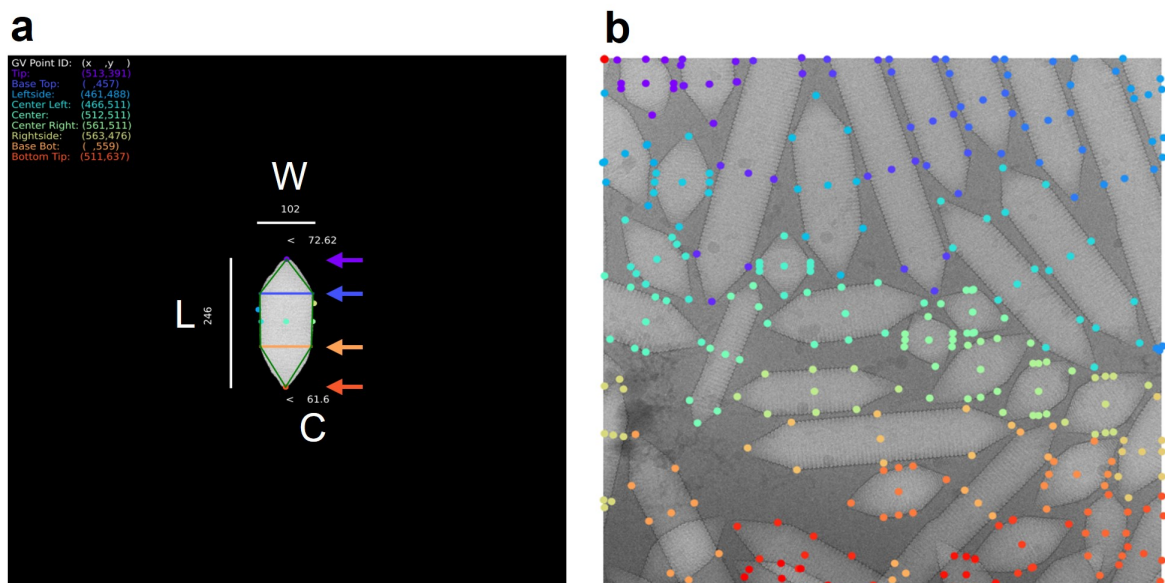 a
b
GV Point ID: (x ,y )
Tip: (513,391)
Base Top: ( ,457)
Leftside: (461,488)
Center Left: (466,511)
Center: (512,511)
Center Right: (561,511)
Rightside: (563,476)
Base Bot: ( ,559)
Bottom Tip: (511,637)
W
102
< 72.62
L
246
< 61.6
C